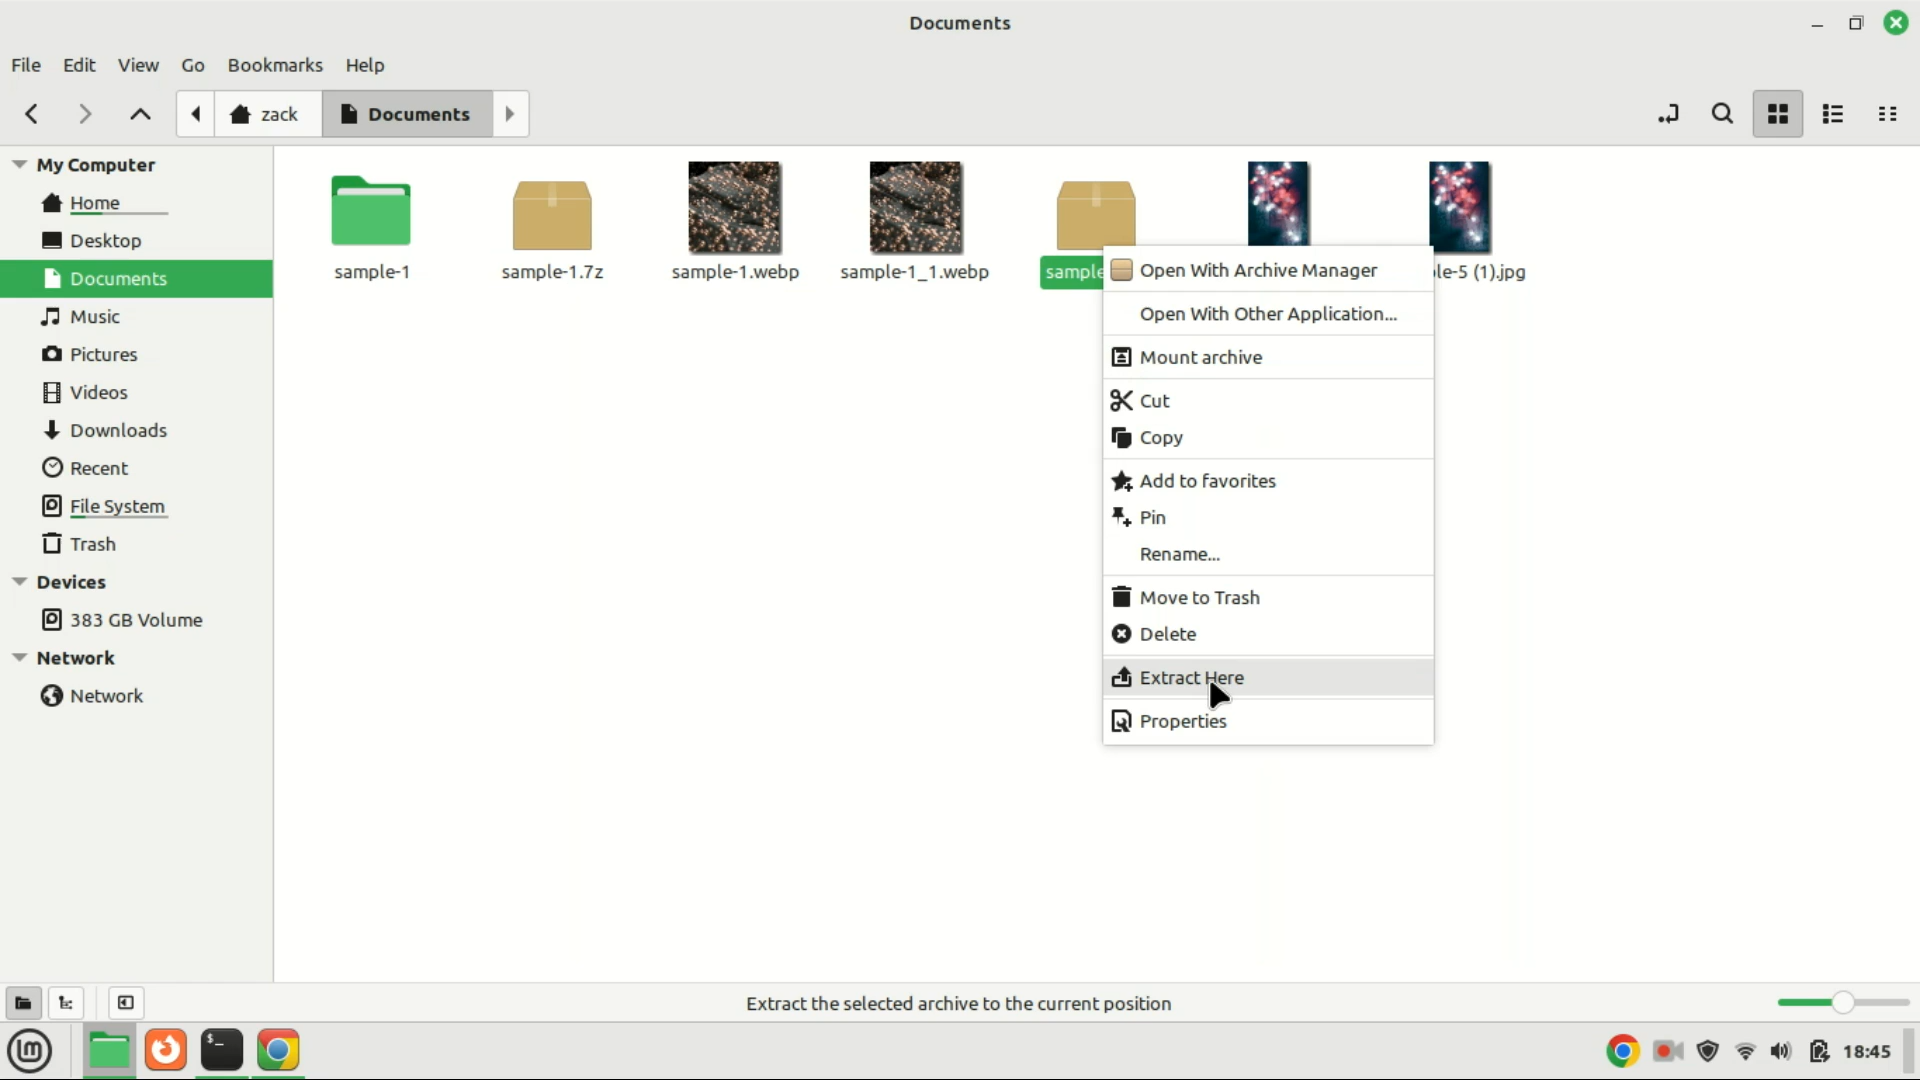 Documents
File Edit View Go Bookmarks Help
zack Documents
My Computer
Home
Desktop
Documents
Music
Pictures
Videos
Downloads
Recent
File System
Trash
Devices
383 GB Volume
Network
Network
sample-1 sample-1.7z sample-1.webp sample-1_1.webp sample le-5 (1).jpg
Open With Archive Manager
Open With Other Application...
Mount archive
Cut
Copy
Add to favorites
Pin
Rename...
Move to Trash
Delete
Extract Here
Properties
Extract the selected archive to the current position
$_
lm
18:45